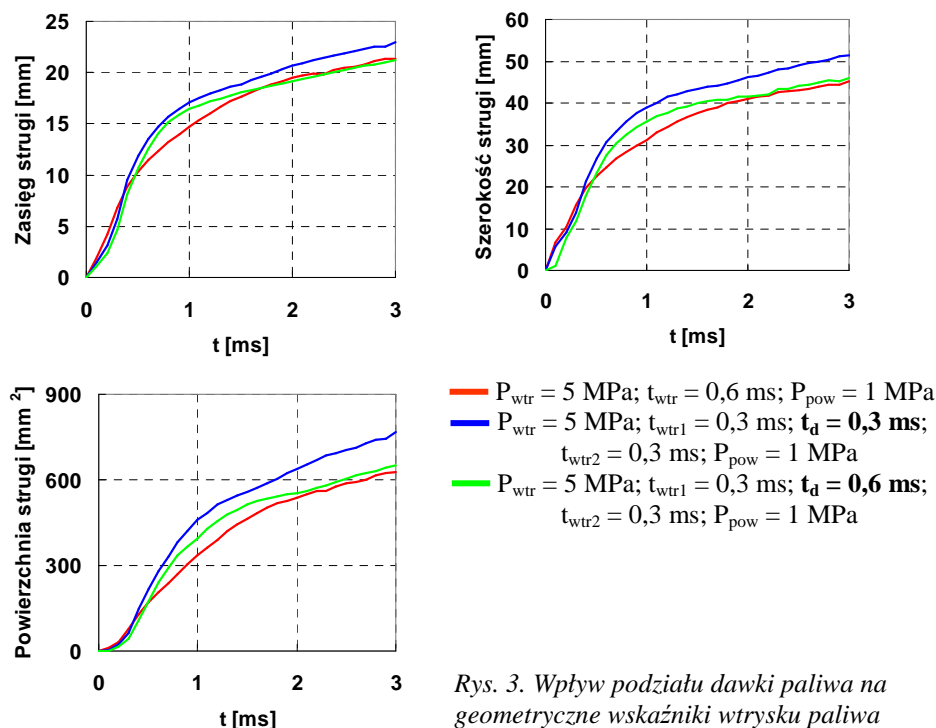 Zasięg strugi [mm]
25
20
15
10
5
0
0 1 2 3
t [ms]
Szerokość strugi [mm]
60
50
40
30
20
10
0
0 1 2 3
t [ms]
Powierzchnia strugi [mm ²]
900
600
300
0
0 1 2 3
t [ms]
P_wtr = 5 MPa; t_wtr = 0,6 ms; P_pow = 1 MPa
P_wtr = 5 MPa; t_wtr1 = 0,3 ms; t_d = 0,3 ms;
t_wtr2 = 0,3 ms; P_pow = 1 MPa
P_wtr = 5 MPa; t_wtr1 = 0,3 ms; t_d = 0,6 ms;
t_wtr2 = 0,3 ms; P_pow = 1 MPa
Rys. 3. Wpływ podziału dawki paliwa na
geometryczne wskaźniki wtrysku paliwa